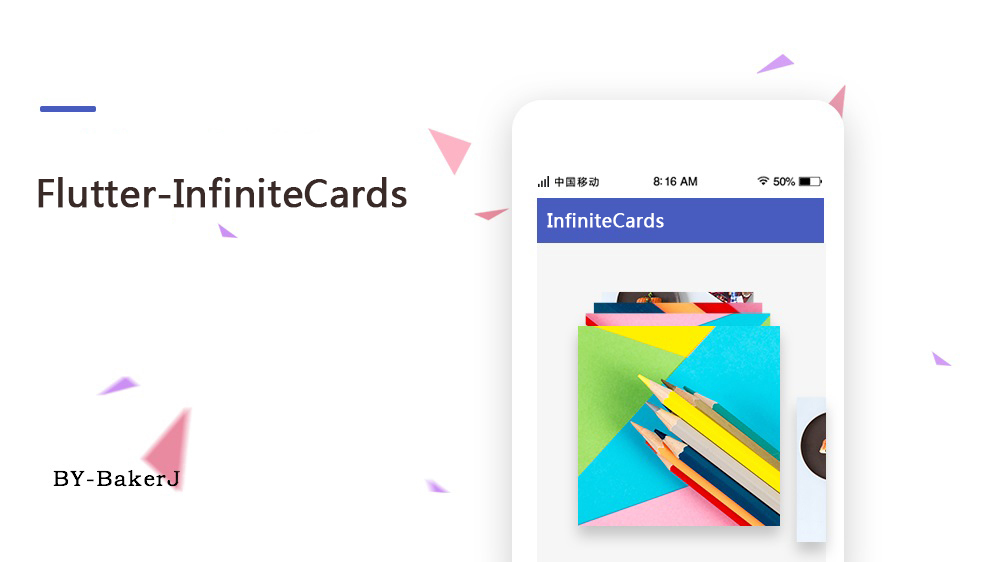 Flutter-InfiniteCards
BY-BakerJ
中国移动 8:16 AM 50%
InfiniteCards